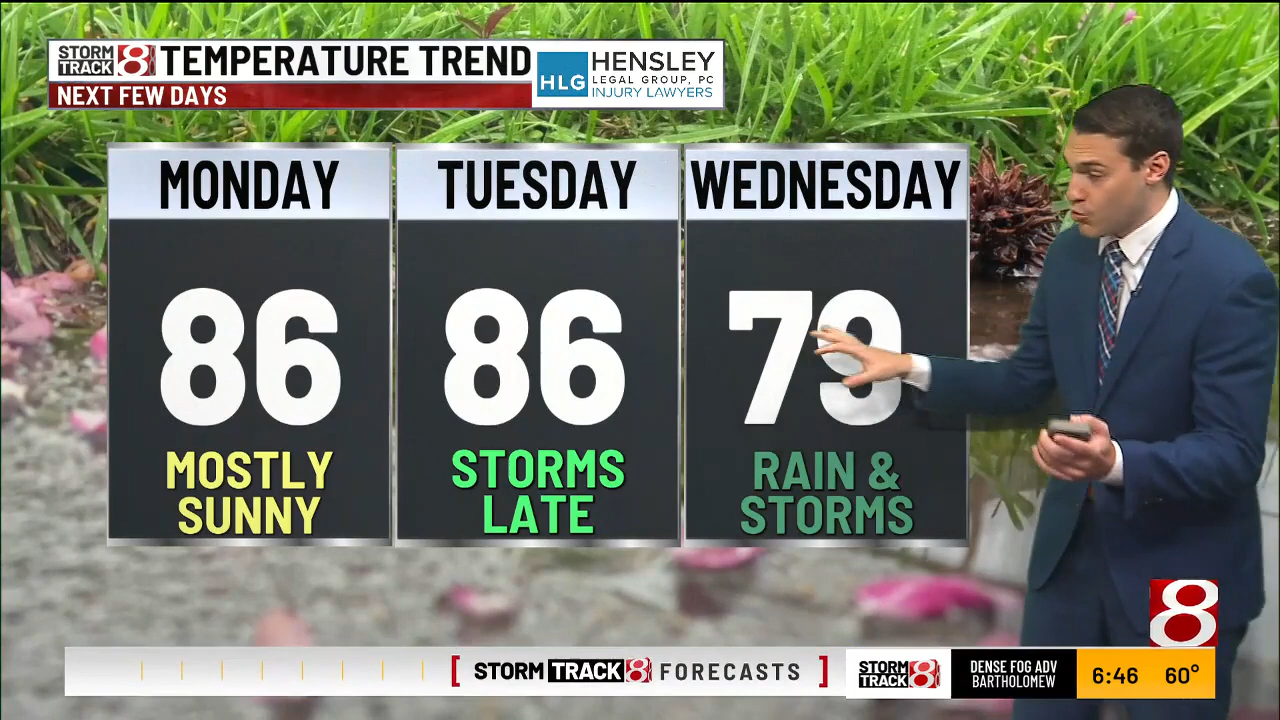 STORM TRACK 8 TEMPERATURE TREND
NEXT FEW DAYS
HLG
HENSLEY
LEGAL GROUP, PC
INJURY LAWYERS
MONDAY
86
MOSTLY
SUNNY
TUESDAY
86
STORMS
LATE
WEDNESDAY
79
RAIN &
STORMS
8
[ STORM TRACK 8 FORECASTS ]
STORM
TRACK 8
DENSE FOG ADV
BARTHOLOMEW
6:46 60°